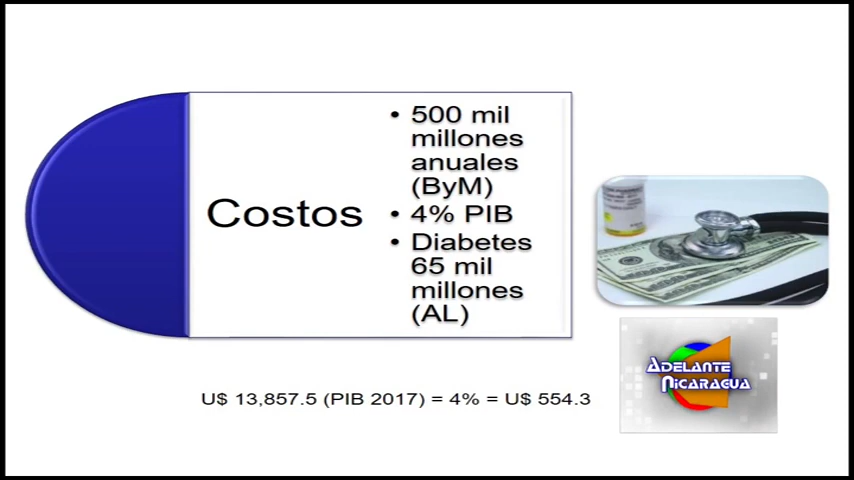 Costos
• 500 mil
millones
anuales
(ByM)
• 4% PIB
• Diabetes
65 mil
millones
(AL)
ADELANTE
NICARAGUA
U$ 13,857.5 (PIB 2017) = 4% = U$ 554.3